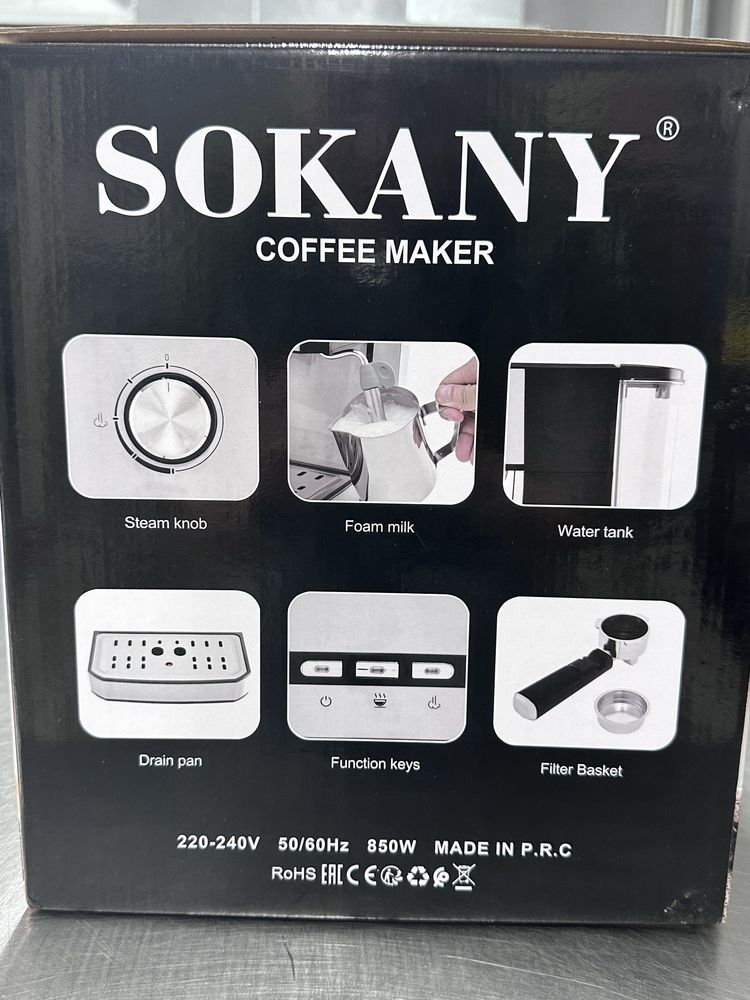 SOKANY ®
COFFEE MAKER
0
Steam knob
Foam milk
Water tank
Drain pan
Function keys
Filter Basket
220-240V 50/60Hz 850W MADE IN P.R.C
RoHS EAC CE